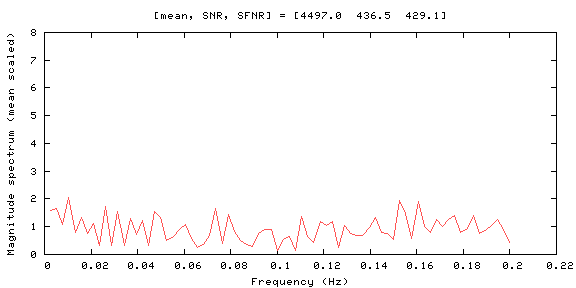 [mean, SNR, SFNR] = [4497.0  436.5  429.1]
8
7
6
5
4
3
2
1
0
Magnitude spectrum (mean scaled)
0 0.02 0.04 0.06 0.08 0.1 0.12 0.14 0.16 0.18 0.2 0.22
Frequency (Hz)